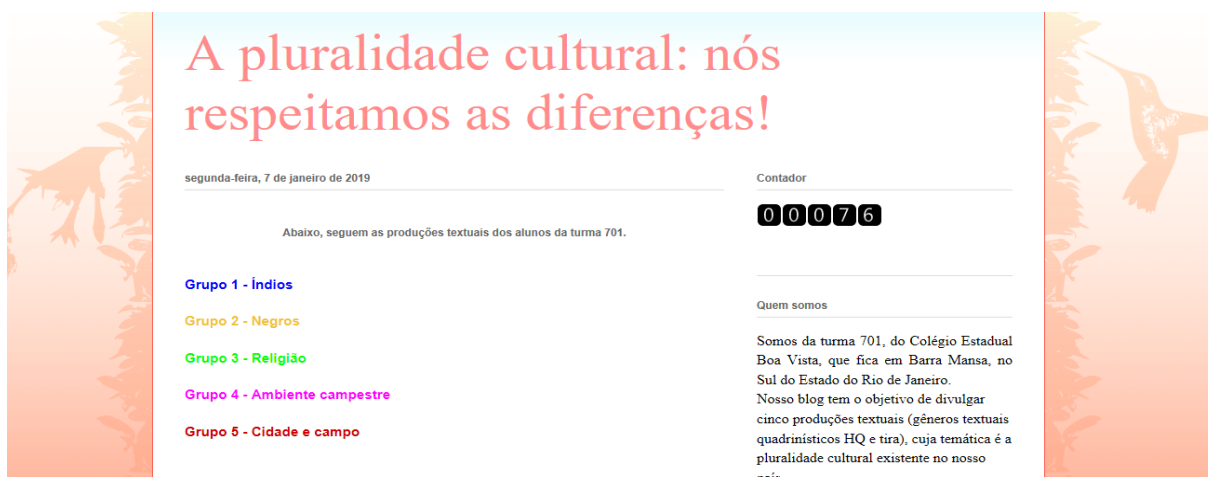 A pluralidade cultural: nós
respeitamos as diferenças!
segunda-feira, 7 de janeiro de 2019
Abaixo, seguem as produções textuais dos alunos da turma 701.
Grupo 1 - Índios
Grupo 2 - Negros
Grupo 3 - Religião
Grupo 4 - Ambiente campestre
Grupo 5 - Cidade e campo
Contador
00076
Quem somos
Somos da turma 701, do Colégio Estadual
Boa Vista, que fica em Barra Mansa, no
Sul do Estado do Rio de Janeiro.
Nosso blog tem o objetivo de divulgar
cinco produções textuais (gêneros textuais
quadrinísticos HQ e tira), cuja temática é a
pluralidade cultural existente no nosso